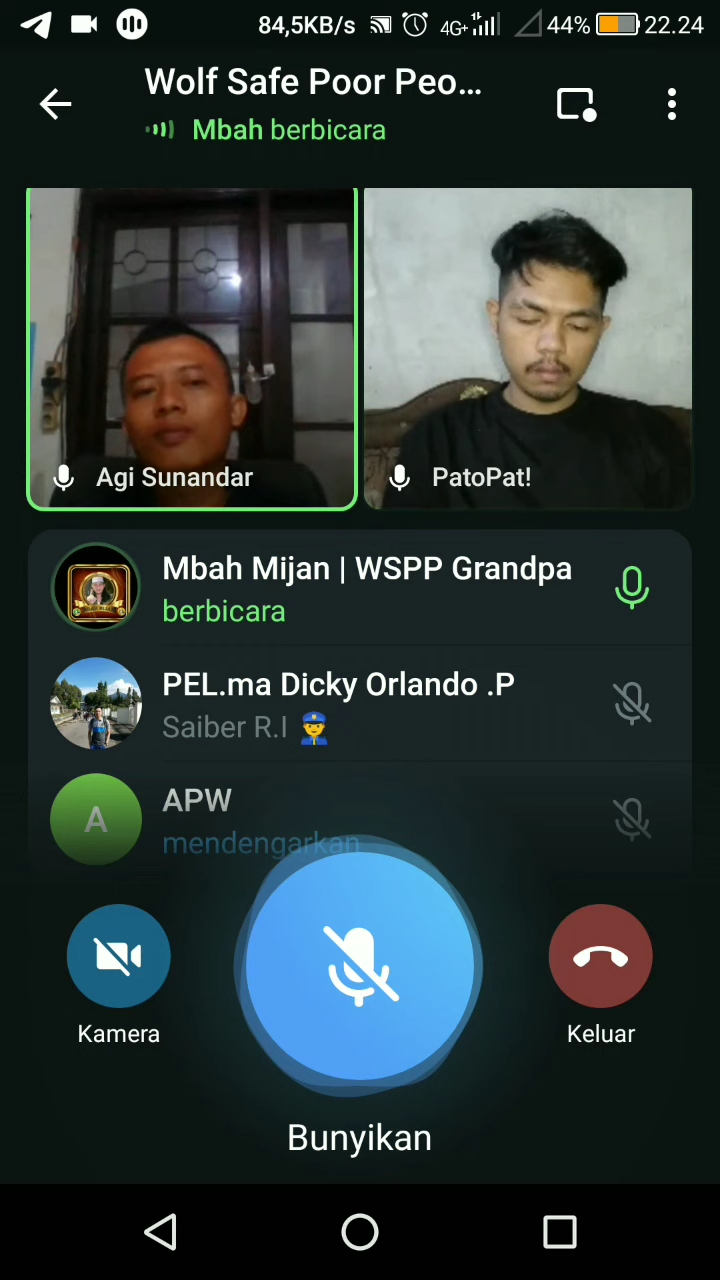 84,5KB/s 4G+ 44% 22.24
Wolf Safe Poor Peo...
Mbah berbicara
Agi Sunandar
PatoPat!
Mbah Mijan | WSPP Grandpa
berbicara
PEL.ma Dicky Orlando .P
Saiber R.I 👮
A
APW
mendengarkan
Kamera
Keluar
Bunyikan